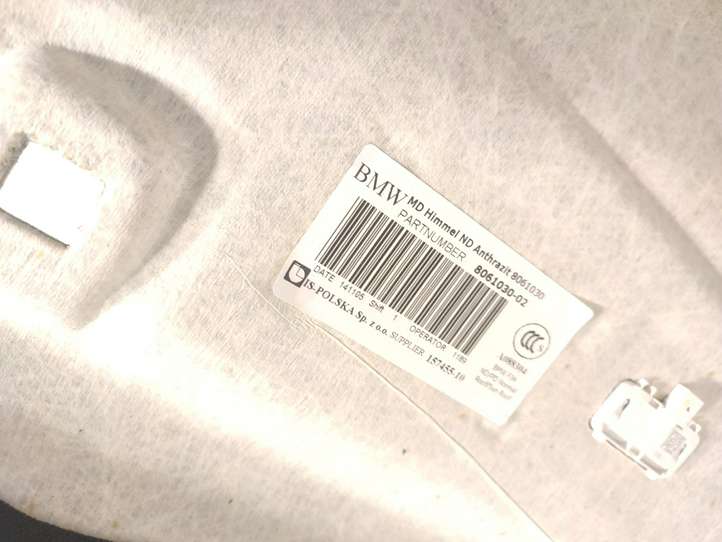 BMW MD Himmel ND Anthrazit 8061030
PARTNUMBER 8061030-02
DATE 141105 Shift 1 OPERATOR 1189
IS-POLSKA Sp. z o.o. SUPPLIER 157455-10
CCC S